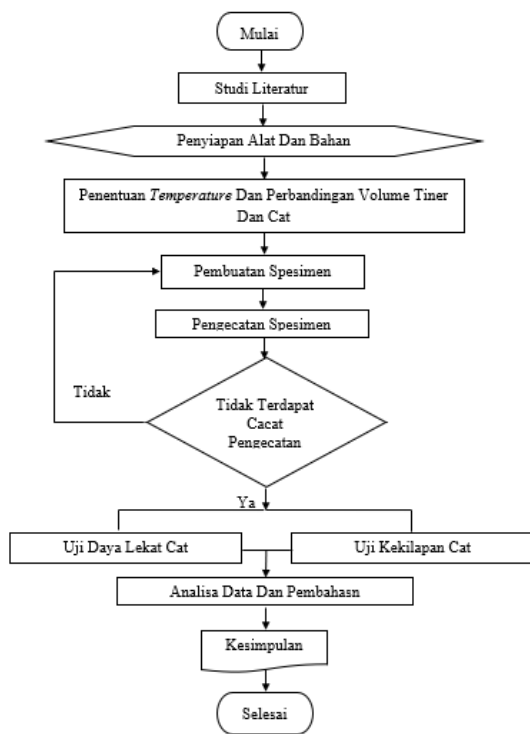 Mulai
Studi Literatur
Penyiapan Alat Dan Bahan
Penentuan Temperature Dan Perbandingan Volume Tiner
Dan Cat
Pembuatan Spesimen
Pengecatan Spesimen
Tidak
Tidak Terdapat
Cacat
Pengecatan
Ya
Uji Daya Lekat Cat
Uji Kekilapan Cat
Analisa Data Dan Pembahasn
Kesimpulan
Selesai